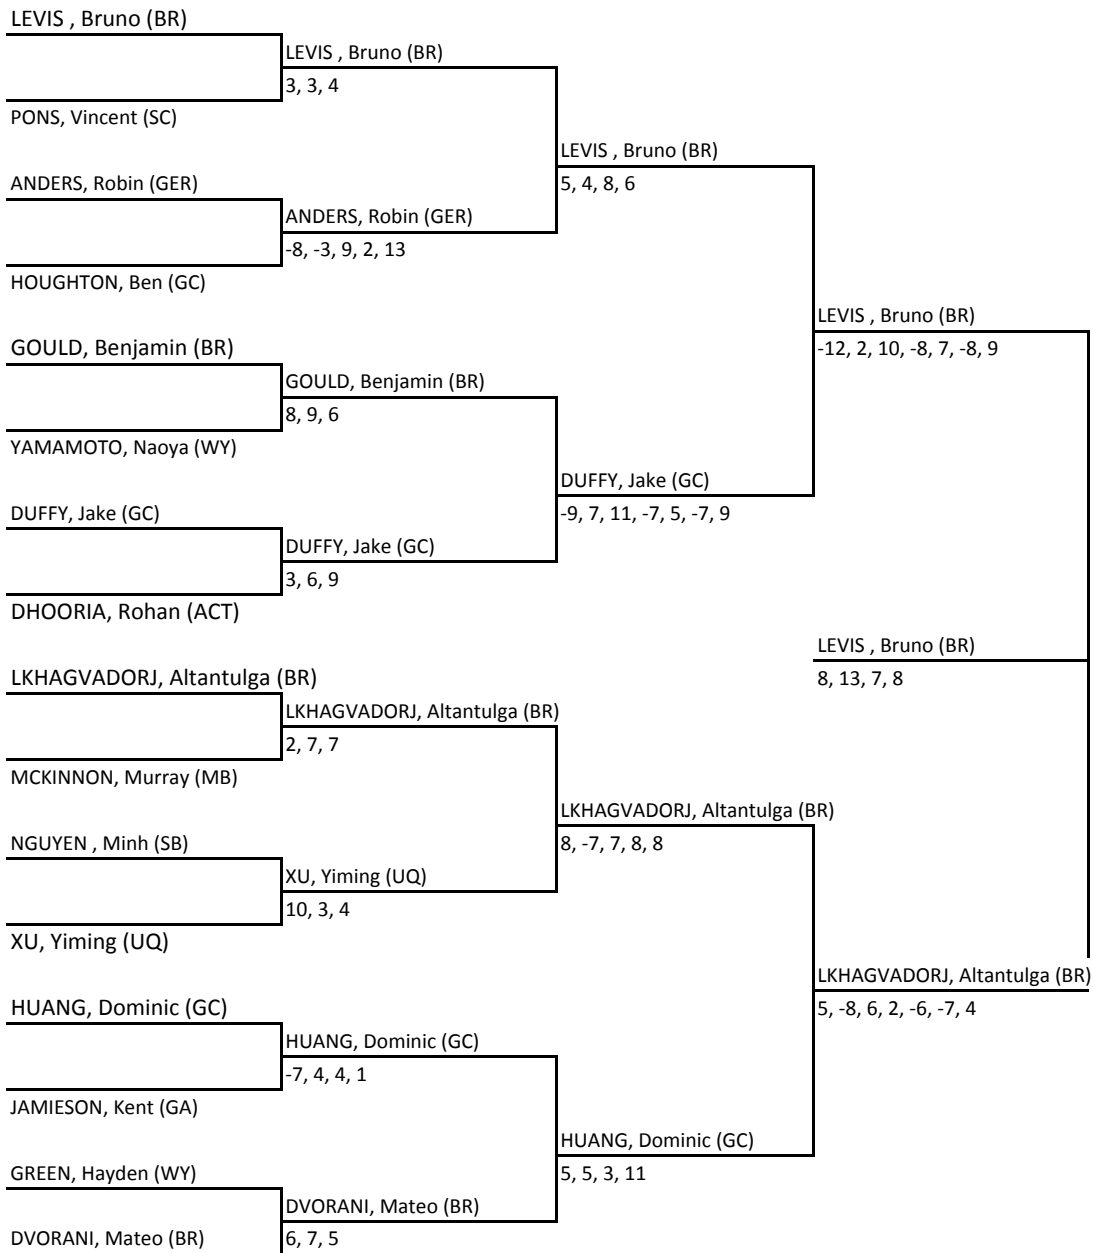 LEVIS , Bruno (BR)
LEVIS , Bruno (BR)
3, 3, 4
PONS, Vincent (SC)
LEVIS , Bruno (BR)
ANDERS, Robin (GER)
5, 4, 8, 6
ANDERS, Robin (GER)
-8, -3, 9, 2, 13
HOUGHTON, Ben (GC)
LEVIS , Bruno (BR)
GOULD, Benjamin (BR)
-12, 2, 10, -8, 7, -8, 9
GOULD, Benjamin (BR)
8, 9, 6
YAMAMOTO, Naoya (WY)
DUFFY, Jake (GC)
DUFFY, Jake (GC)
-9, 7, 11, -7, 5, -7, 9
DUFFY, Jake (GC)
3, 6, 9
DHOORIA, Rohan (ACT)
LEVIS , Bruno (BR)
LKHAGVADORJ, Altantulga (BR)
8, 13, 7, 8
LKHAGVADORJ, Altantulga (BR)
2, 7, 7
MCKINNON, Murray (MB)
LKHAGVADORJ, Altantulga (BR)
NGUYEN , Minh (SB)
8, -7, 7, 8, 8
XU, Yiming (UQ)
10, 3, 4
XU, Yiming (UQ)
LKHAGVADORJ, Altantulga (BR)
HUANG, Dominic (GC)
5, -8, 6, 2, -6, -7, 4
HUANG, Dominic (GC)
-7, 4, 4, 1
JAMIESON, Kent (GA)
HUANG, Dominic (GC)
GREEN, Hayden (WY)
5, 5, 3, 11
DVORANI, Mateo (BR)
DVORANI, Mateo (BR)
6, 7, 5